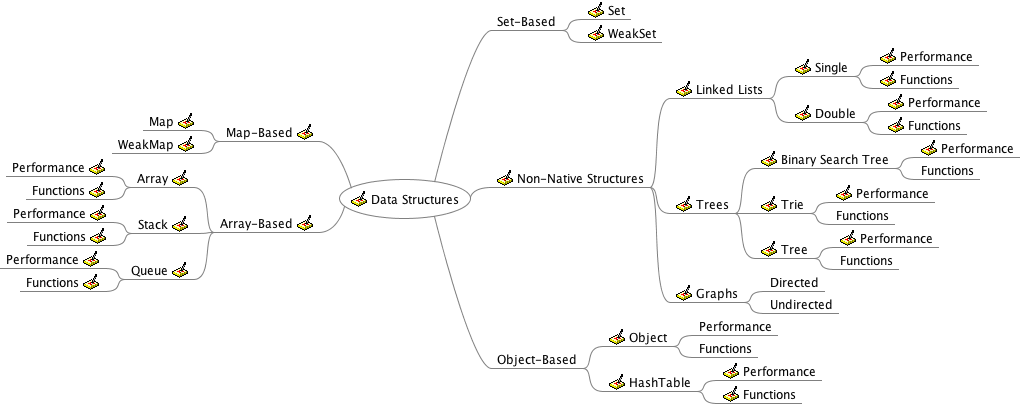 Data Structures
Set-Based
Set
WeakSet
Non-Native Structures
Linked Lists
Single
Performance
Functions
Double
Performance
Functions
Trees
Binary Search Tree
Performance
Functions
Trie
Performance
Functions
Tree
Performance
Functions
Graphs
Directed
Undirected
Object-Based
Object
Performance
Functions
HashTable
Performance
Functions
Map-Based
Map
WeakMap
Array-Based
Array
Performance
Functions
Stack
Performance
Functions
Queue
Performance
Functions